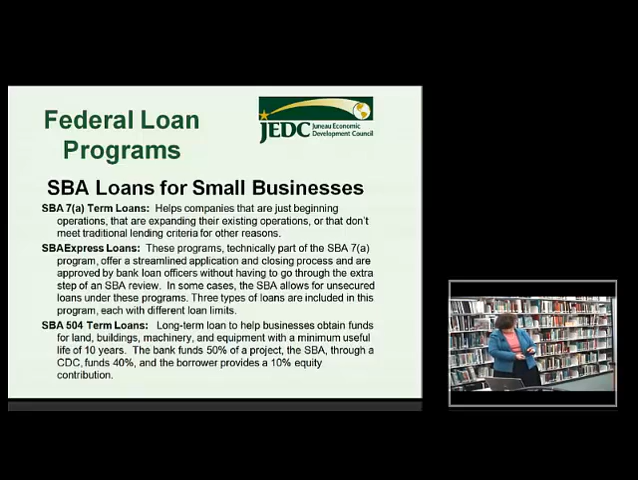 Federal Loan
Programs
JEDC Juneau Economic
Development Council
SBA Loans for Small Businesses
SBA 7(a) Term Loans: Helps companies that are just beginning
operations, that are expanding their existing operations, or that don't
meet traditional lending criteria for other reasons.
SBAExpress Loans: These programs, technically part of the SBA 7(a)
program, offer a streamlined application and closing process and are
approved by bank loan officers without having to go through the extra
step of an SBA review. In some cases, the SBA allows for unsecured
loans under these programs. Three types of loans are included in this
program, each with different loan limits.
SBA 504 Term Loans: Long-term loan to help businesses obtain funds
for land, buildings, machinery, and equipment with a minimum useful
life of 10 years. The bank funds 50% of a project, the SBA, through a
CDC, funds 40%, and the borrower provides a 10% equity
contribution.